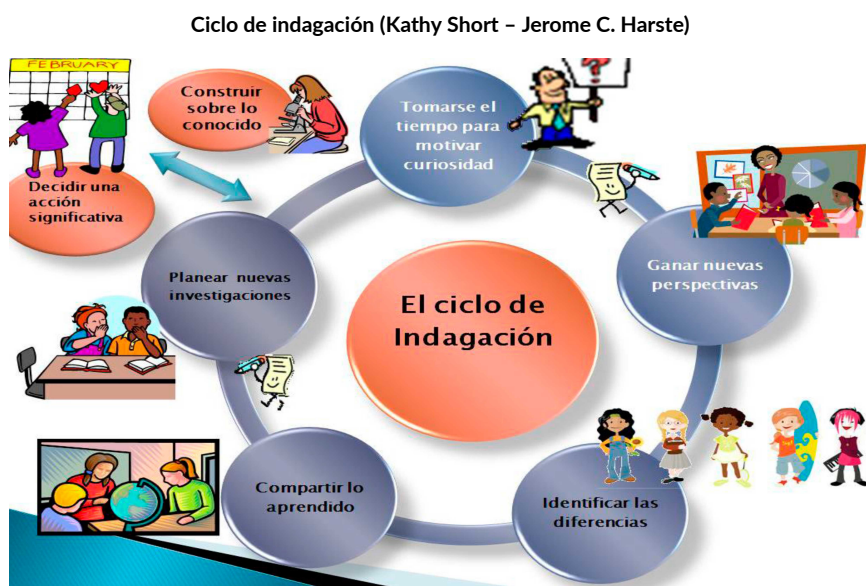 Ciclo de indagación (Kathy Short – Jerome C. Harste)
FEBRUARY
Construir
sobre lo
conocido
Tomarse el
tiempo para
motivar
curiosidad
?
Decidir una
acción
significativa
Ganar nuevas
perspectivas
Planear nuevas
investigaciones
El ciclo de
Indagación
Compartir lo
aprendido
Identificar las
diferencias